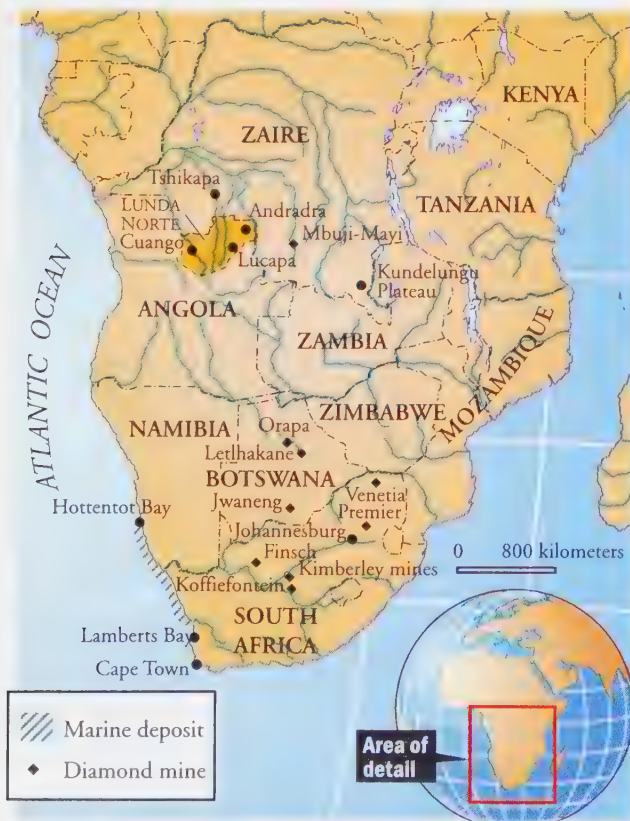 KENYA
ZAIRE
Tshikapa
TANZANIA
LUNDA
NORTE
Andradra
Cuango
Mbuji-Mayi
Lucapa
Kundelungu
Plateau
ATLANTIC OCEAN
ANGOLA
ZAMBIA
MOZAMBIQUE
ZIMBABWE
NAMIBIA
Orapa
Letlhakane
BOTSWANA
Jwaneng
Venetia
Premier
Hottentot Bay
Johannesburg
0 800 kilometers
Finsch
Kimberley mines
Koffiefontein
SOUTH
AFRICA
Lamberts Bay
Cape Town
Marine deposit
Diamond mine
Area of
detail